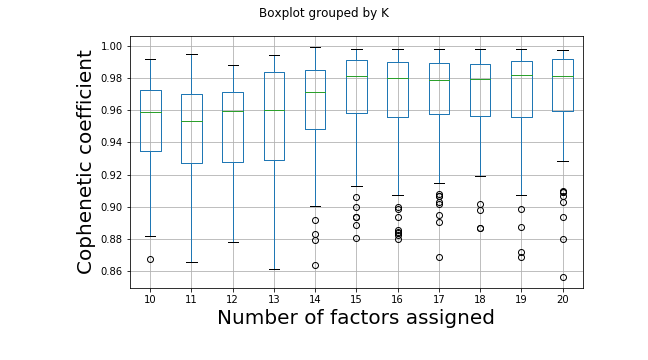 Boxplot grouped by K
Cophenetic coefficient
1.00
0.98
0.96
0.94
0.92
0.90
0.88
0.86
10 11 12 13 14 15 16 17 18 19 20
Number of factors assigned